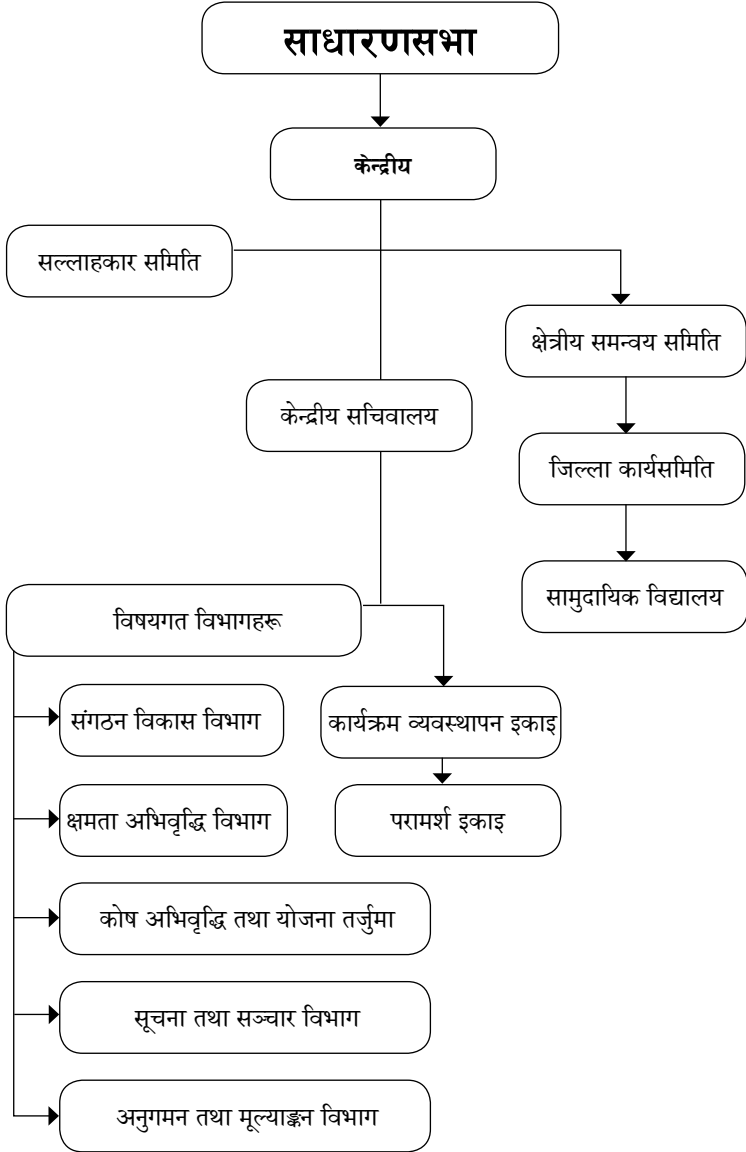 साधारणसभा
केन्द्रीय
सल्लाहकार समिति
क्षेत्रीय समन्वय समिति
केन्द्रीय सचिवालय
जिल्ला कार्यसमिति
सामुदायिक विद्यालय
विषयगत विभागहरू
संगठन विकास विभाग
कार्यक्रम व्यवस्थापन इकाइ
क्षमता अभिवृद्धि विभाग
परामर्श इकाइ
कोष अभिवृद्धि तथा योजना तर्जुमा
सूचना तथा सञ्चार विभाग
अनुगमन तथा मूल्याङ्कन विभाग